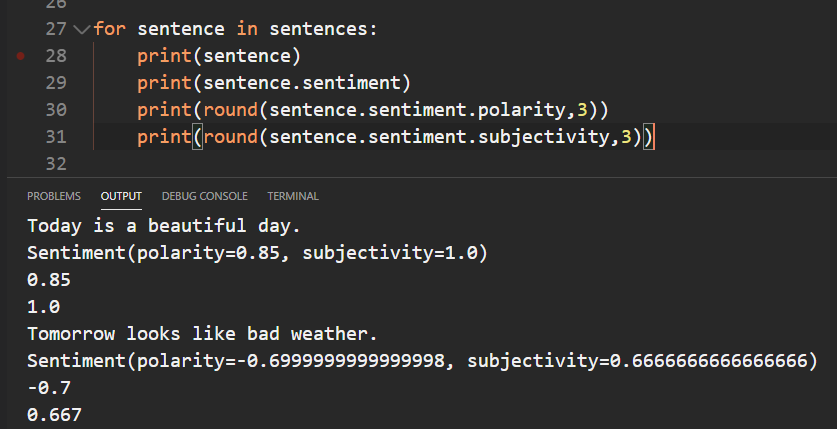 26
27 for sentence in sentences:
28 print(sentence)
29 print(sentence.sentiment)
30 print(round(sentence.sentiment.polarity,3))
31 print(round(sentence.sentiment.subjectivity,3))
32
PROBLEMS OUTPUT DEBUG CONSOLE TERMINAL
Today is a beautiful day.
Sentiment(polarity=0.85, subjectivity=1.0)
0.85
1.0
Tomorrow looks like bad weather.
Sentiment(polarity=-0.6999999999999998, subjectivity=0.6666666666666666)
-0.7
0.667